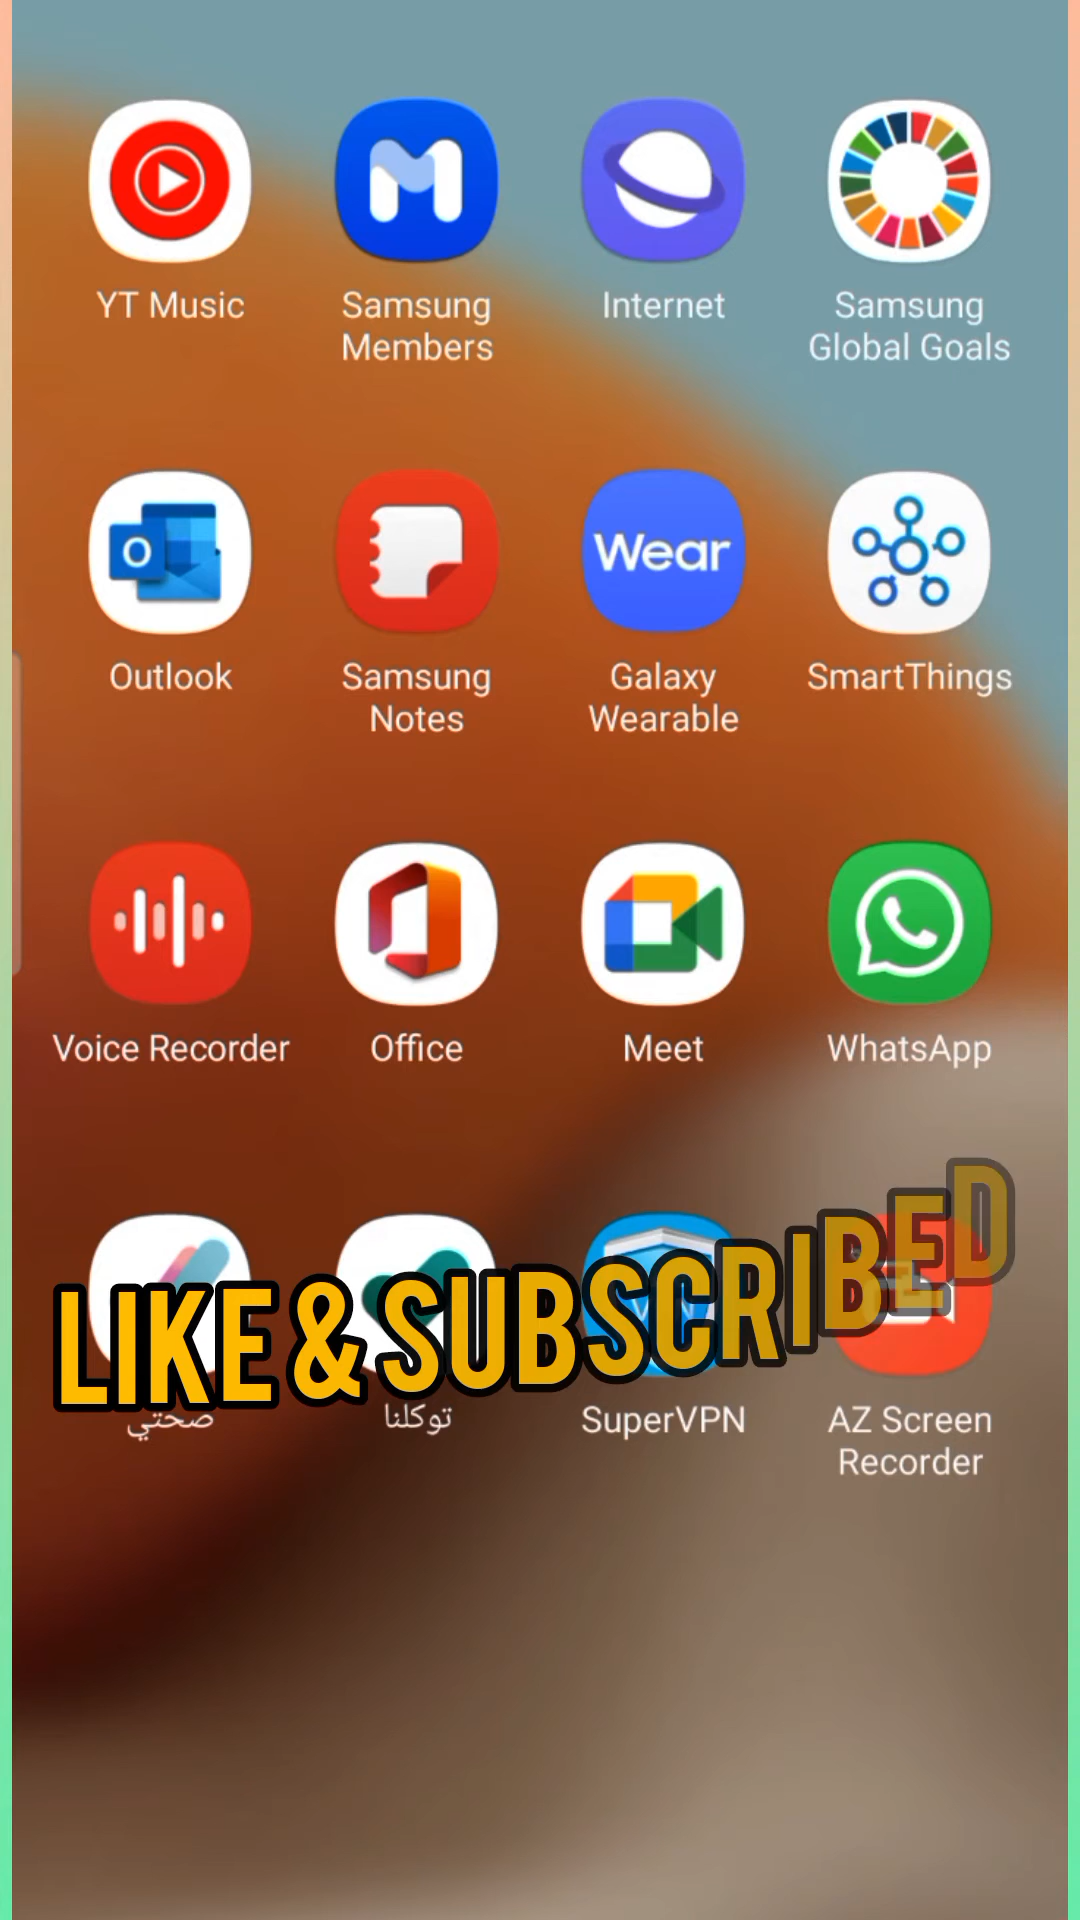 YT Music
Samsung
Members
Internet
Samsung
Global Goals
Outlook
Samsung
Notes
Wear
Galaxy
Wearable
SmartThings
Voice Recorder
Office
Meet
WhatsApp
LIKE & SUBSCRIBED
صحتي
توكلنا
SuperVPN
AZ Screen
Recorder